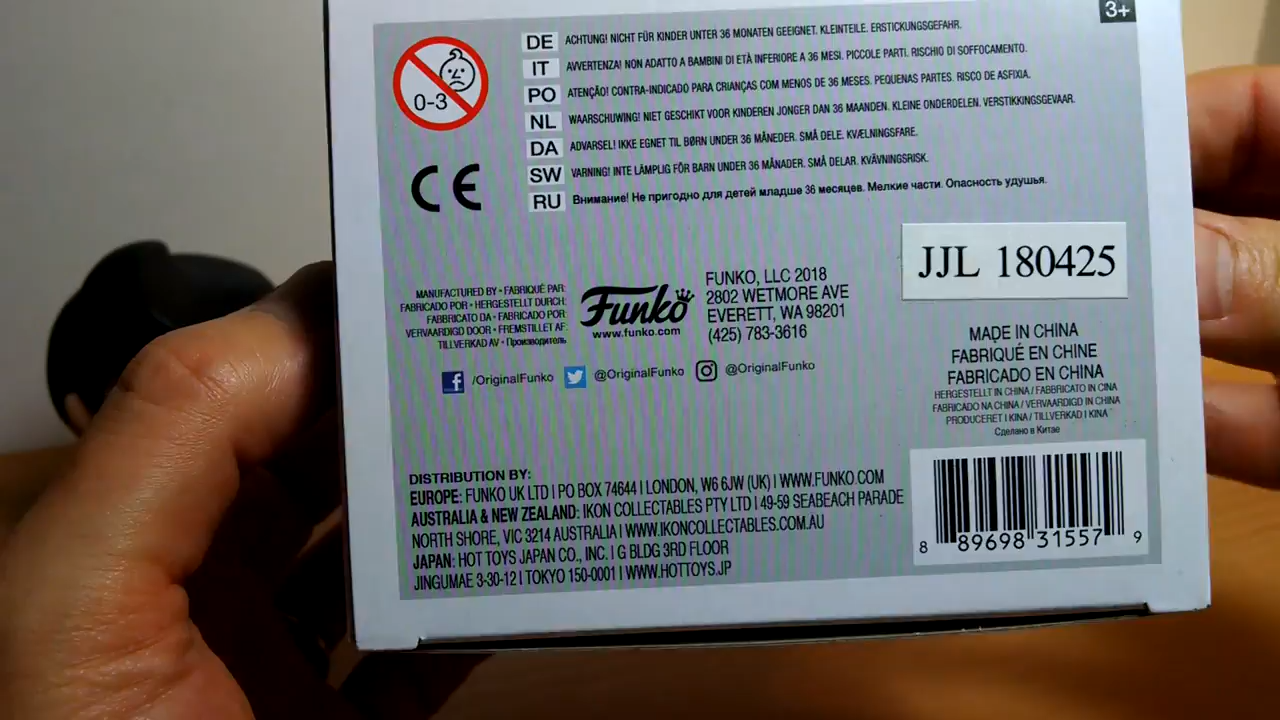 3+
0-3
DE ACHTUNG! NICHT FÜR KINDER UNTER 36 MONATEN GEEIGNET. KLEINTEILE. ERSTICKUNGSGEFAHR.
IT AVVERTENZA! NON ADATTO A BAMBINI DI ETÀ INFERIORE A 36 MESI. PICCOLE PARTI. RISCHIO DI SOFFOCAMENTO.
PO ATENÇÃO! CONTRA-INDICADO PARA CRIANÇAS COM MENOS DE 36 MESES. PEQUENAS PARTES. RISCO DE ASFIXIA.
NL WAARSCHUWING! NIET GESCHIKT VOOR KINDEREN JONGER DAN 36 MAANDEN. KLEINE ONDERDELEN. VERSTIKKINGSGEVAAR.
DA ADVARSEL! IKKE EGNET TIL BØRN UNDER 36 MÅNEDER. SMÅ DELE. KVÆLNINGSFARE.
SW VARNING! INTE LÄMPLIG FÖR BARN UNDER 36 MÅNADER. SMÅ DELAR. KVÄVNINGSRISK.
RU Внимание! Не пригодно для детей младше 36 месяцев. Мелкие части. Опасность удушья.
CE
JJL 180425
MANUFACTURED BY • FABRIQUÉ PAR:
FABRICADO POR • HERGESTELLT DURCH:
FABBRICATO DA • FABRICADO POR:
VERVAARDIGD DOOR • FREMSTILLET AF:
TILLVERKAD AV • Производитель
Funko
www.funko.com
FUNKO, LLC 2018
2802 WETMORE AVE
EVERETT, WA 98201
(425) 783-3616
/OriginalFunko @OriginalFunko @OriginalFunko
MADE IN CHINA
FABRIQUÉ EN CHINE
FABRICADO EN CHINA
HERGESTELLT IN CHINA / FABBRICATO IN CINA
FABRICADO NA CHINA / VERVAARDIGD IN CHINA
PRODUCERET I KINA / TILLVERKAD I KINA
Сделано в Китае
DISTRIBUTION BY:
EUROPE: FUNKO UK LTD | PO BOX 74644 | LONDON, W6 6JW (UK) | WWW.FUNKO.COM
AUSTRALIA & NEW ZEALAND: IKON COLLECTABLES PTY LTD | 49-59 SEABEACH PARADE
NORTH SHORE, VIC 3214 AUSTRALIA | WWW.IKONCOLLECTABLES.COM.AU
JAPAN: HOT TOYS JAPAN CO., INC. | G BLDG 3RD FLOOR
JINGUMAE 3-30-12 | TOKYO 150-0001 | WWW.HOTTOYS.JP
8 89698 31557 9